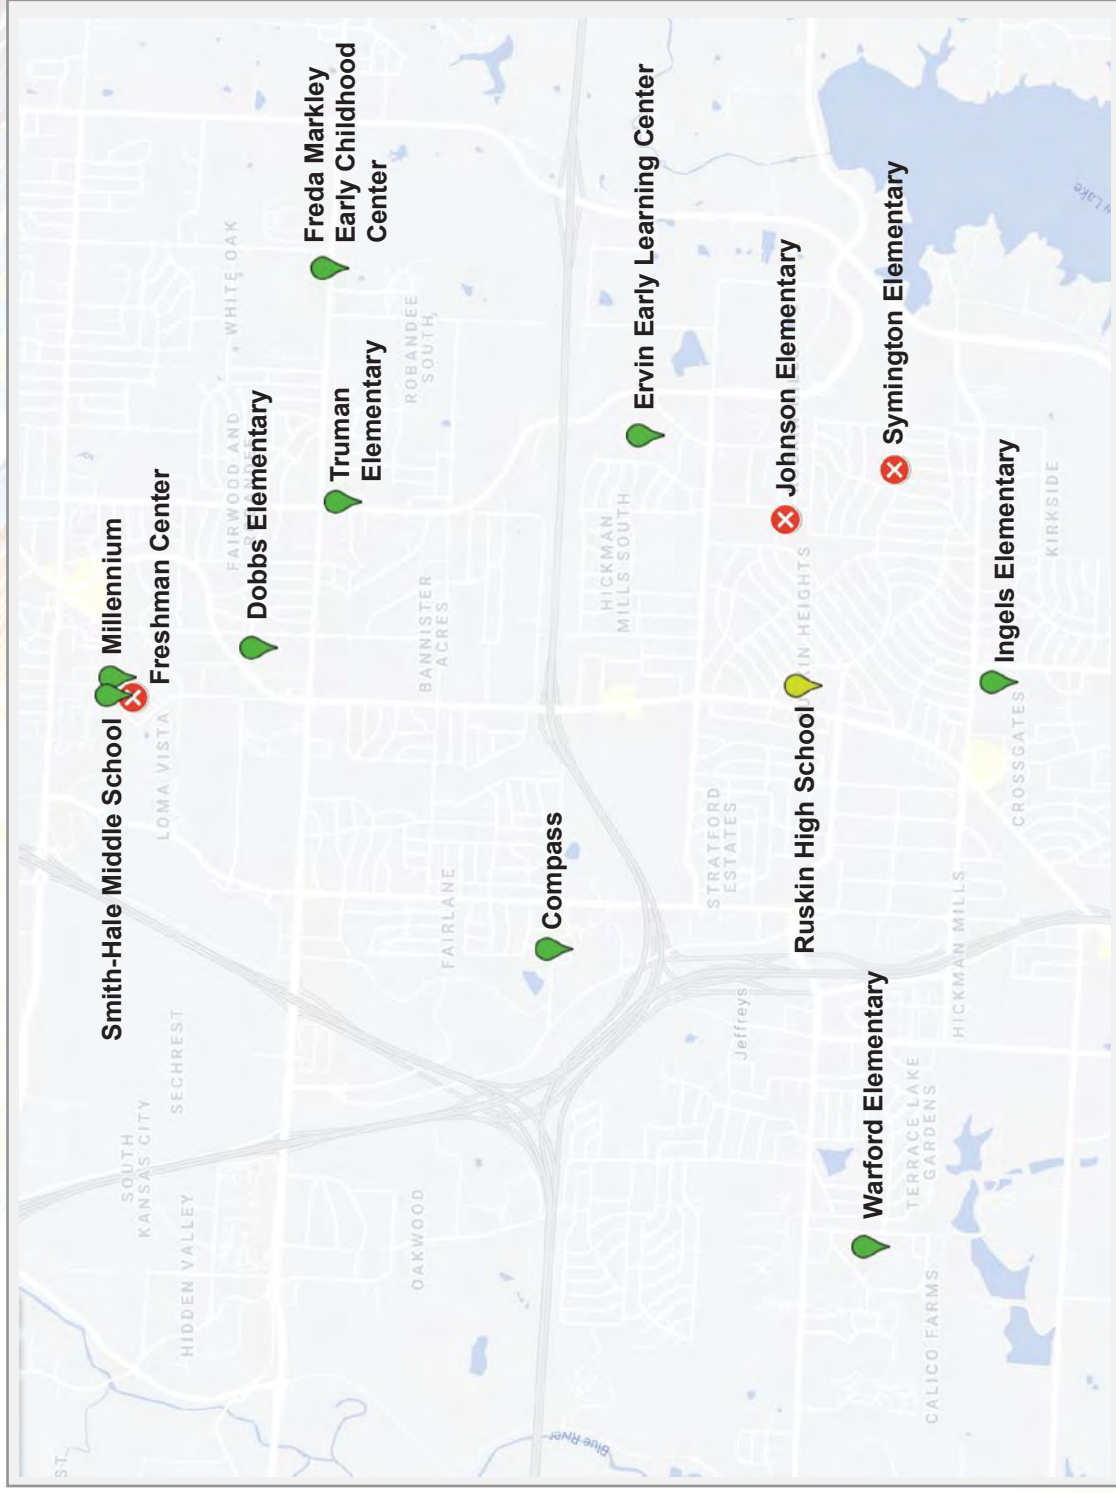 Smith-Hale Middle School
Millennium
Freshman Center
Dobbs Elementary
Truman
Elementary
Freda Markley
Early Childhood
Center
Compass
Ervin Early Learning Center
Ruskin High School
Johnson Elementary
Symington Elementary
Warford Elementary
Ingels Elementary
SOUTH
KANSAS CITY
SECHREST
HIDDEN VALLEY
LOMA VISTA
FAIRWOOD AND
WHITE OAK
OAKWOOD
FAIRLANE
BANNISTER
ACRES
ROBANDEE
SOUTH
Blue River
HICKMAN
MILLS SOUTH
STRATFORD
ESTATES
Jeffreys
KIN HEIGHTS
TERRACE LAKE
GARDENS
CALICO FARMS
HICKMAN MILLS
CROSSGATES
KIRKSIDE
Lake